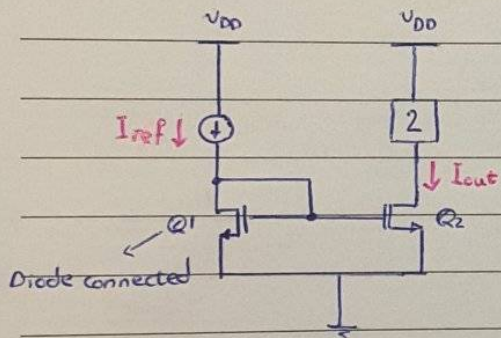 VDD
VDD
Iref ↓
2
↓ Iout
Q1
Q2
Diode connected